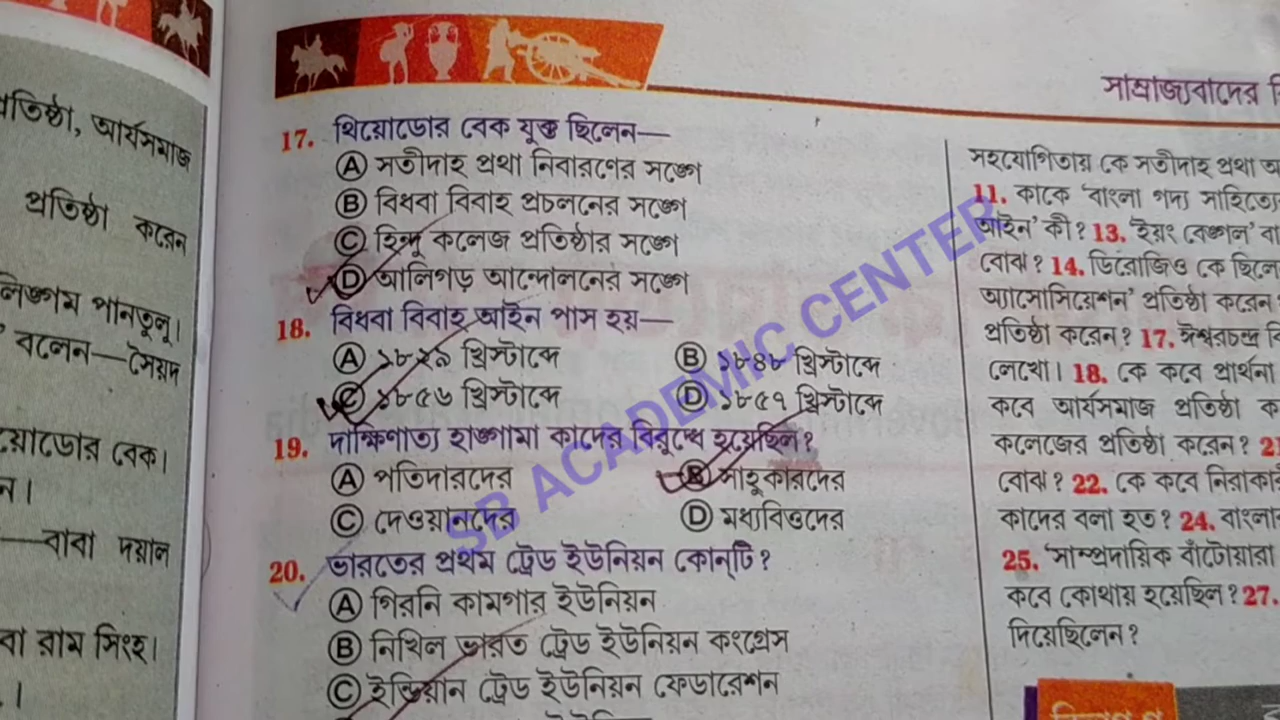 প্রতিষ্ঠা, আর্যসমাজ
প্রতিষ্ঠা করেন
পানতুলু।
বলেন—সৈয়দ
বেক।
ন।
—বাবা দয়াল
বা রাম সিংহ।
সাম্রাজ্যবাদের
17. থিয়োডোর বেক যুক্ত ছিলেন—
Ⓐ সতীদাহ প্রথা নিবারণের সঙ্গে
Ⓑ বিধবা বিবাহ প্রচলনের সঙ্গে
Ⓒ হিন্দু কলেজ প্রতিষ্ঠার সঙ্গে
Ⓓ আলিগড় আন্দোলনের সঙ্গে
18. বিধবা বিবাহ আইন পাস হয়—
Ⓐ ১৮২৯ খ্রিস্টাব্দে Ⓑ ১৮৪৮ খ্রিস্টাব্দে
Ⓒ ১৮৫৬ খ্রিস্টাব্দে Ⓓ ১৮৫৭ খ্রিস্টাব্দে
19. দাক্ষিণাত্য হাঙ্গামা কাদের বিরুদ্ধে হয়েছিল?
Ⓐ পতিদারদের Ⓑ সাহুকারদের
Ⓒ দেওয়ানদের Ⓓ মধ্যবিত্তদের
20. ভারতের প্রথম ট্রেড ইউনিয়ন কোন্‌টি?
Ⓐ গিরনি কামগার ইউনিয়ন
Ⓑ নিখিল ভারত ট্রেড ইউনিয়ন কংগ্রেস
Ⓒ ইন্ডিয়ান ট্রেড ইউনিয়ন ফেডারেশন
সহযোগিতায় কে সতীদাহ প্রথা
11. কাকে 'বাংলা গদ্য সাহিত্যের
আইন' কী? 13. 'ইয়ং বেঙ্গল' বা
বোঝ? 14. ডিরোজিও কে ছিলেন
অ্যাসোসিয়েশন' প্রতিষ্ঠা করেন
প্রতিষ্ঠা করেন? 17. ঈশ্বরচন্দ্র
লেখো। 18. কে কবে প্রার্থনা
কবে আর্যসমাজ প্রতিষ্ঠা
কলেজের প্রতিষ্ঠা করেন?
বোঝ? 22. কে কবে
কাদের বলা হত? 24.
25. 'সাম্প্রদায়িক বাঁটোয়ারা
কবে কোথায় হয়েছিল? 27.
দিয়েছিলেন?
SB ACADEMIC CENTER